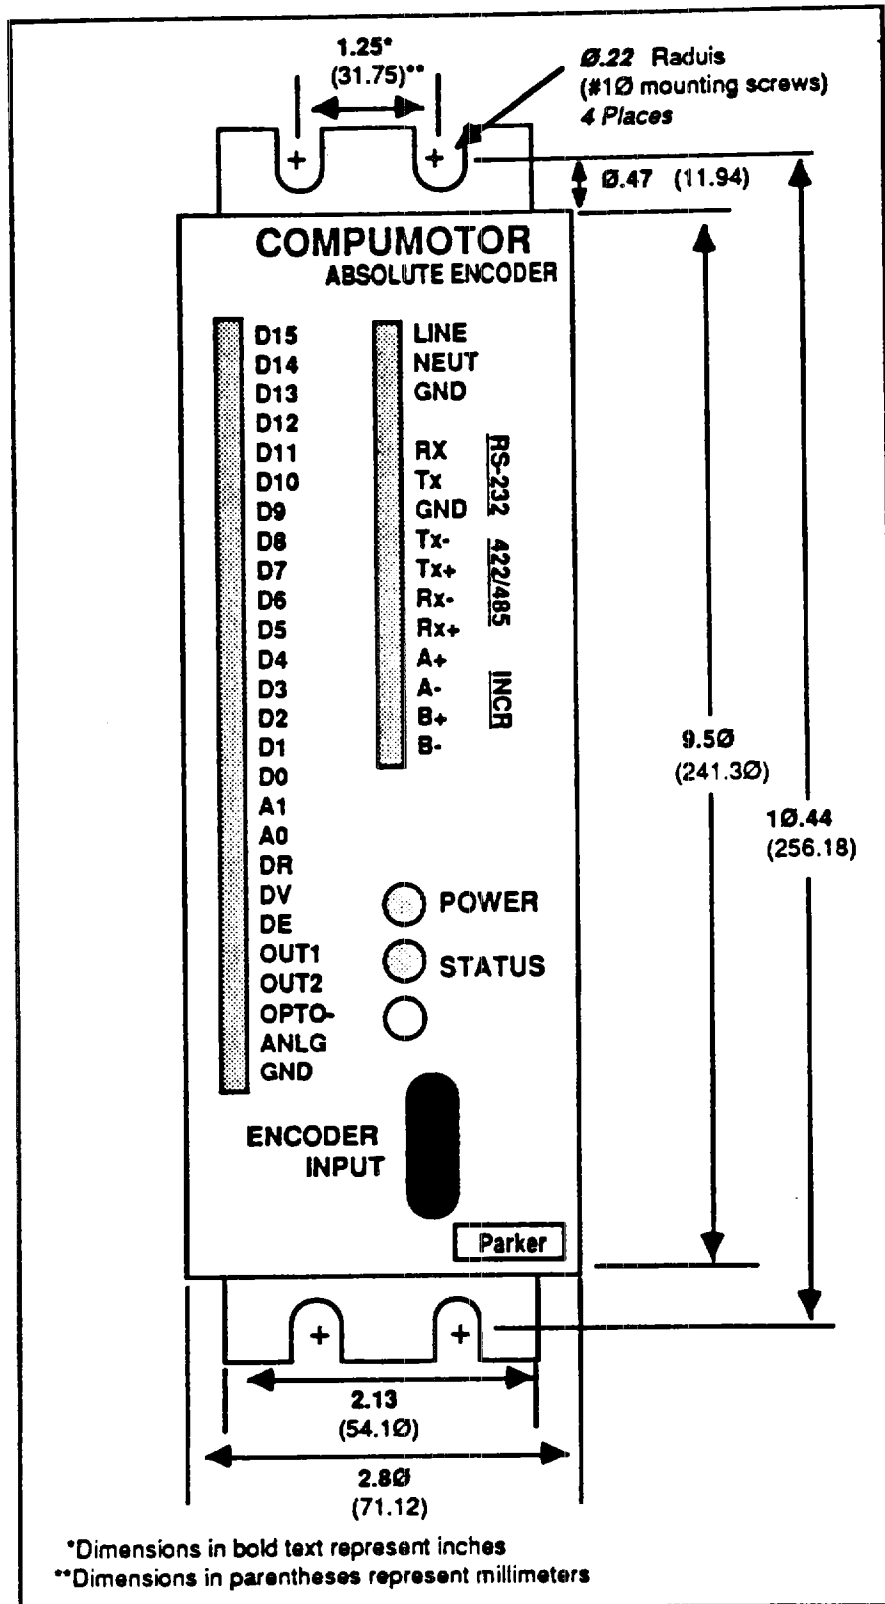 1.25*
(31.75)**
Ø.22 Raduis
(#1Ø mounting screws)
4 Places
Ø.47 (11.94)
COMPUMOTOR
ABSOLUTE ENCODER
D15
D14
D13
D12
D11
D10
D9
D8
D7
D6
D5
D4
D3
D2
D1
D0
A1
A0
DR
DV
DE
OUT1
OUT2
OPTO-
ANLG
GND
LINE
NEUT
GND
RX
Tx
GND
Tx-
Tx+
Rx-
Rx+
A+
A-
B+
B-
RS-232
422/485
INCR
9.5Ø
(241.3Ø)
1Ø.44
(256.18)
POWER
STATUS
ENCODER
INPUT
Parker
2.13
(54.1Ø)
2.8Ø
(71.12)
*Dimensions in bold text represent inches
**Dimensions in parentheses represent millimeters